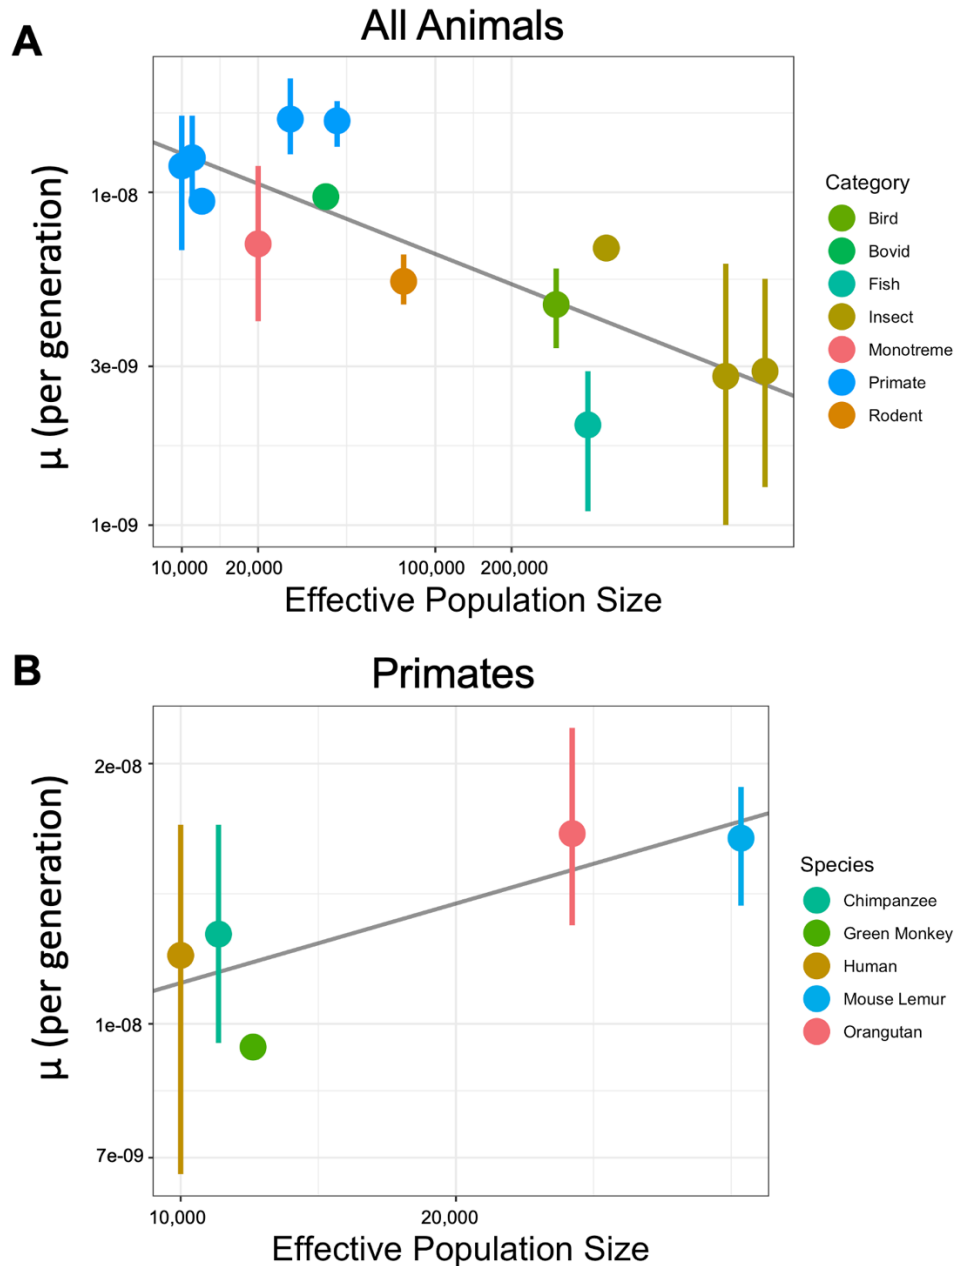 A
All Animals
μ (per generation)
1e-08
3e-09
1e-09
10,000 20,000 100,000 200,000
Effective Population Size
Category
Bird
Bovid
Fish
Insect
Monotreme
Primate
Rodent
B
Primates
μ (per generation)
2e-08
1e-08
7e-09
10,000 20,000
Effective Population Size
Species
Chimpanzee
Green Monkey
Human
Mouse Lemur
Orangutan